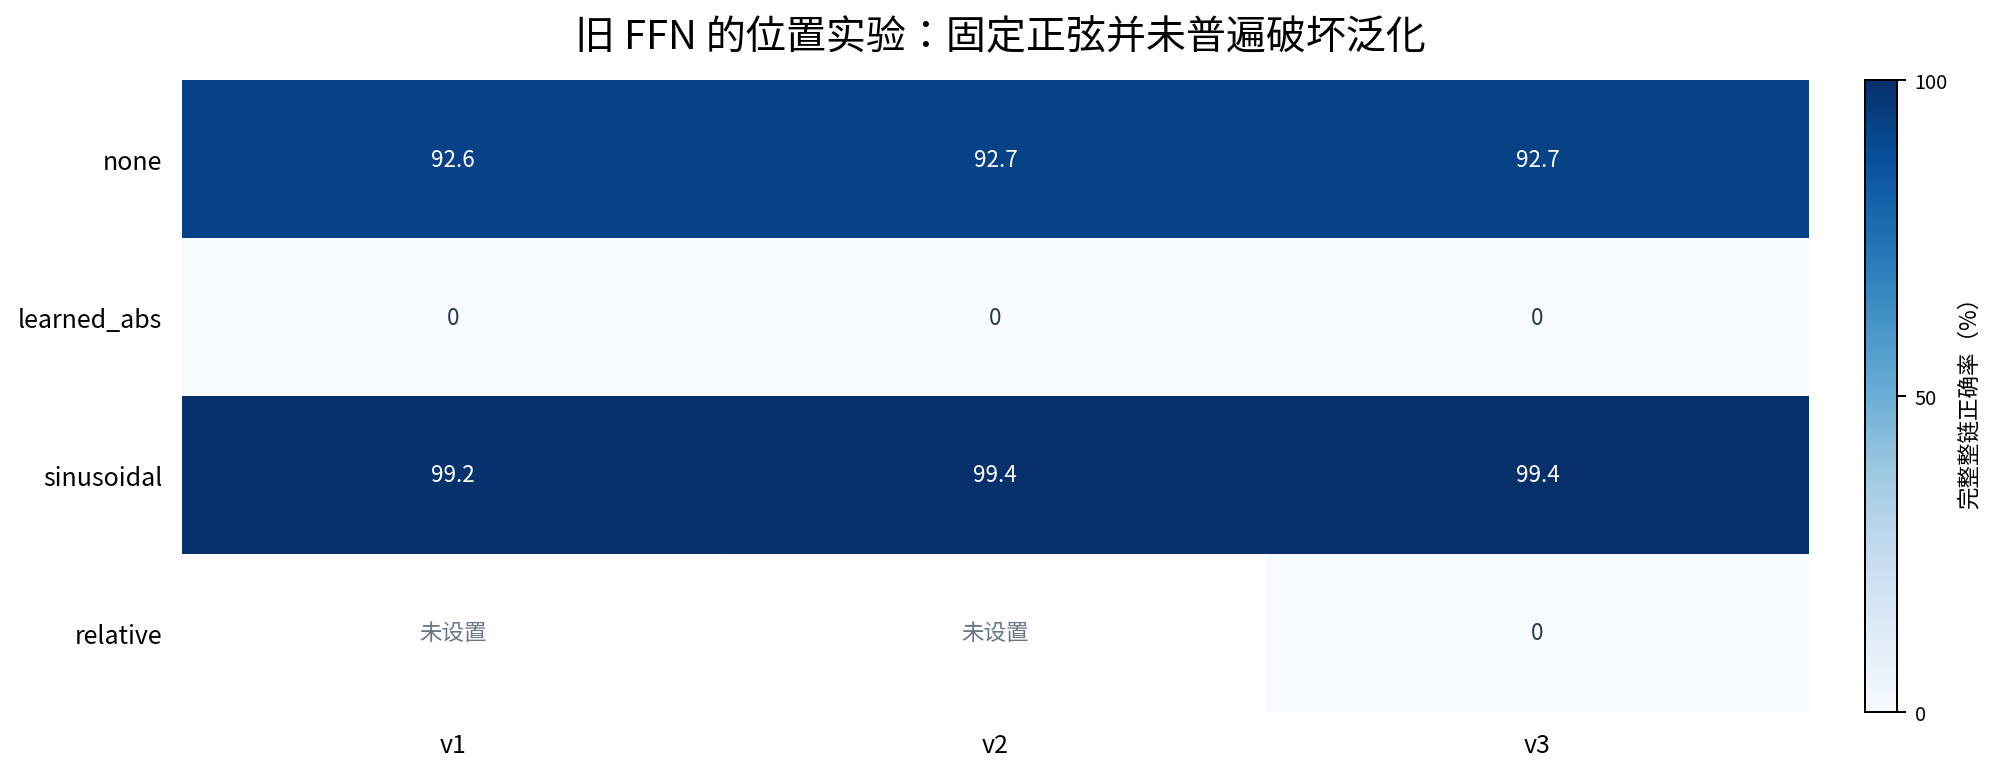 旧 FFN 的位置实验：固定正弦并未普遍破坏泛化
none
92.6
92.7
92.7
learned_abs
0
0
0
sinusoidal
99.2
99.4
99.4
relative
未设置
未设置
0
v1
v2
v3
100
50
0
完整整链正确率（%）